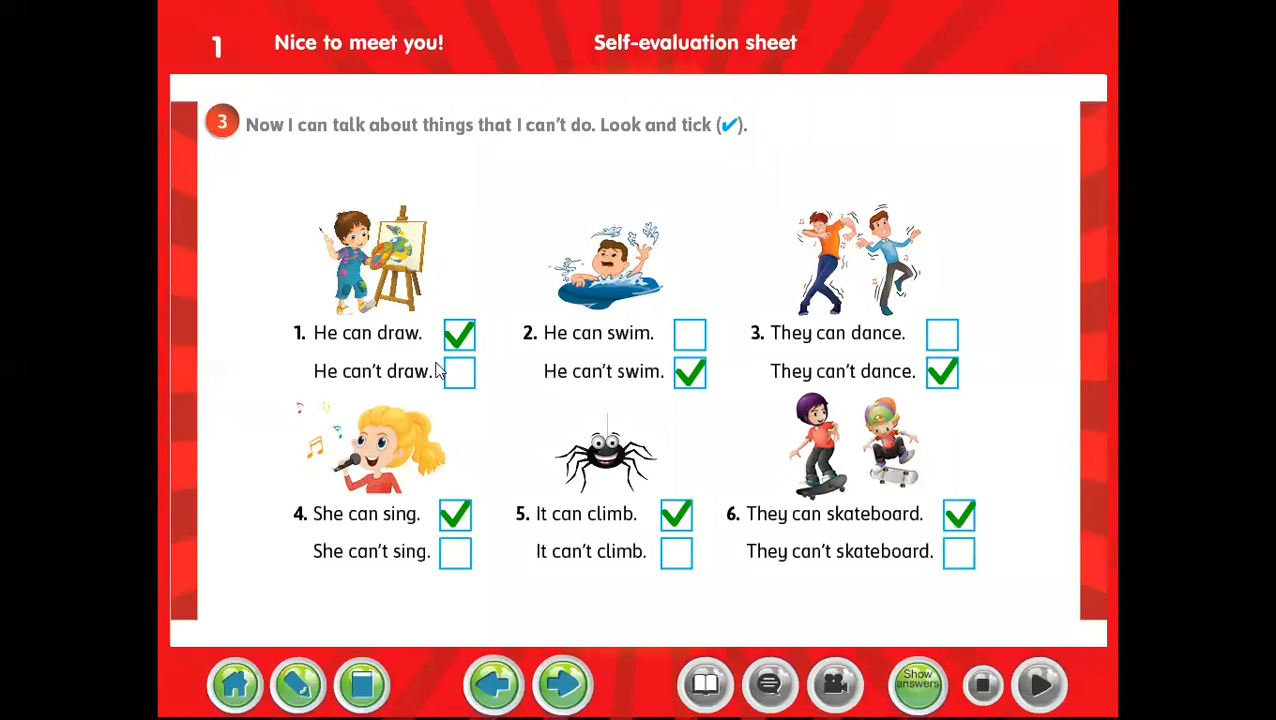 1 Nice to meet you! Self-evaluation sheet
3 Now I can talk about things that I can't do. Look and tick (✔).
1. He can draw.
He can't draw.
2. He can swim.
He can't swim.
3. They can dance.
They can't dance.
4. She can sing.
She can't sing.
5. It can climb.
It can't climb.
6. They can skateboard.
They can't skateboard.
Show
answers